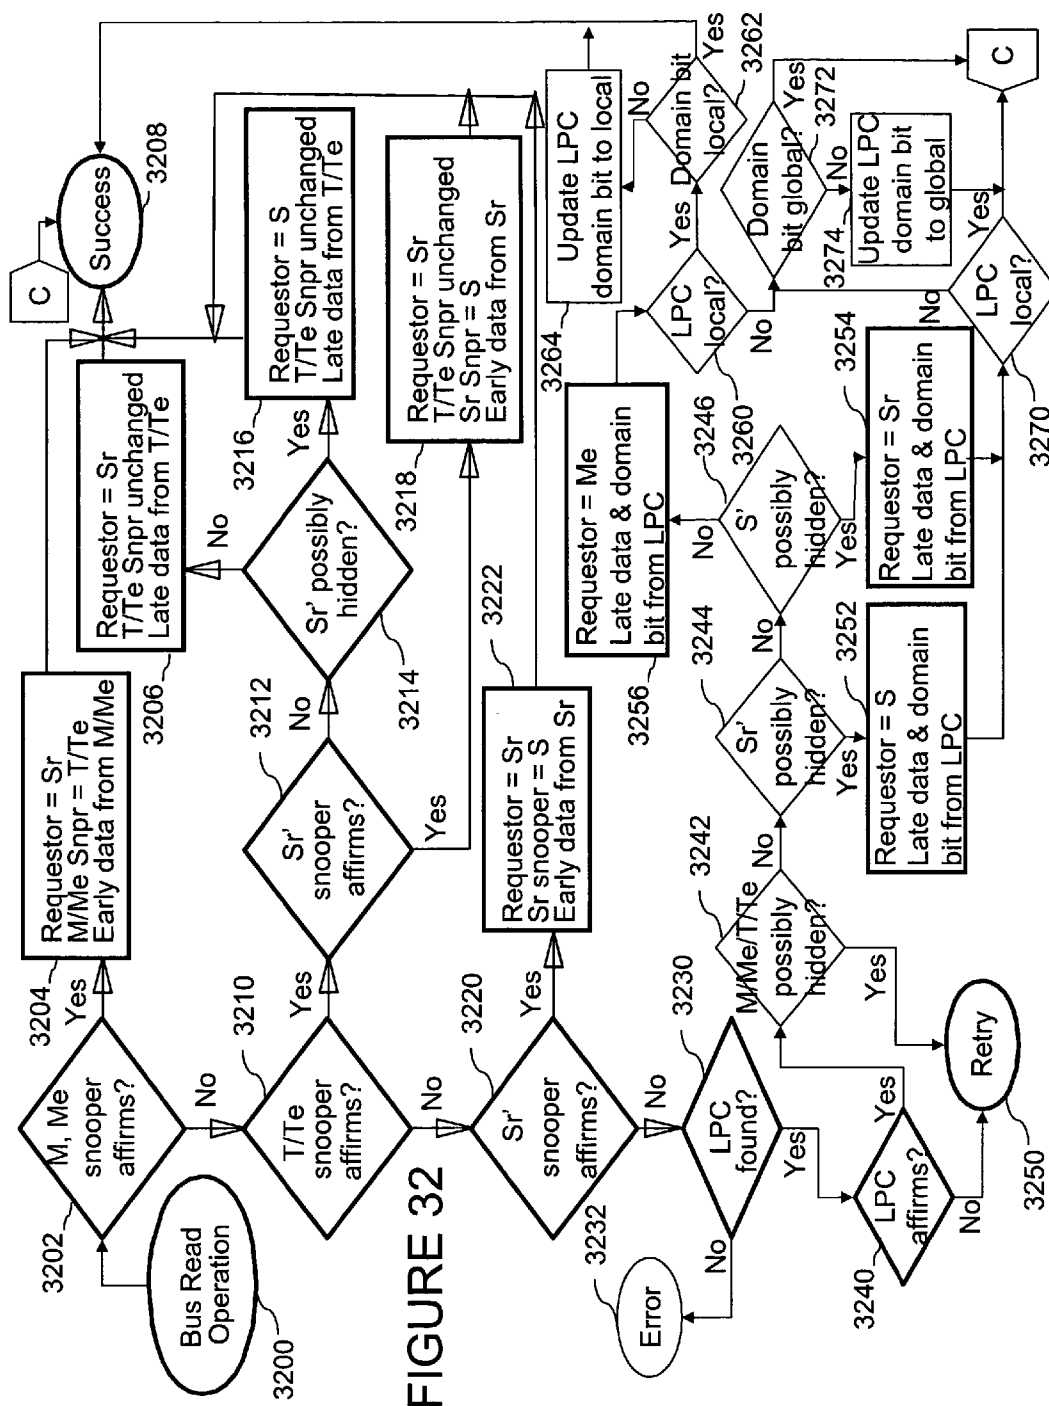 Bus Read
Operation
3200
M, Me
snooper
affirms?
3202
Yes
No
Requestor = Sr
M/Me Snpr = T/Te
Early data from M/Me
3204
Requestor = Sr
T/Te Snpr unchanged
Late data from T/Te
3206
Success
3208
C
T/Te
snooper
affirms?
3210
Yes
No
Sr'
snooper
affirms?
3212
No
Yes
Sr' possibly
hidden?
3214
No
Yes
Requestor = S
T/Te Snpr unchanged
Late data from T/Te
3216
Requestor = Sr
T/Te Snpr unchanged
Sr Snpr = S
Early data from Sr
3218
Sr'
snooper
affirms?
3220
Yes
No
Requestor = Sr
Sr snooper = S
Early data from Sr
3222
LPC
found?
3230
No
Yes
Error
3232
LPC
affirms?
3240
Yes
No
M/Me/T/Te
possibly
hidden?
3242
No
Yes
Retry
3250
Sr'
possibly
hidden?
3244
No
Yes
Requestor = S
Late data & domain
bit from LPC
3252
S'
possibly
hidden?
3246
No
Yes
Requestor = Sr
Late data & domain
bit from LPC
3254
Requestor = Me
Late data & domain
bit from LPC
3256
LPC
local?
3260
Yes
No
Domain bit
local?
3262
Yes
No
Update LPC
domain bit to local
3264
LPC
local?
3270
No
Yes
Domain
bit global?
3272
Yes
No
Update LPC
domain bit
to global
3274
C
FIGURE 32